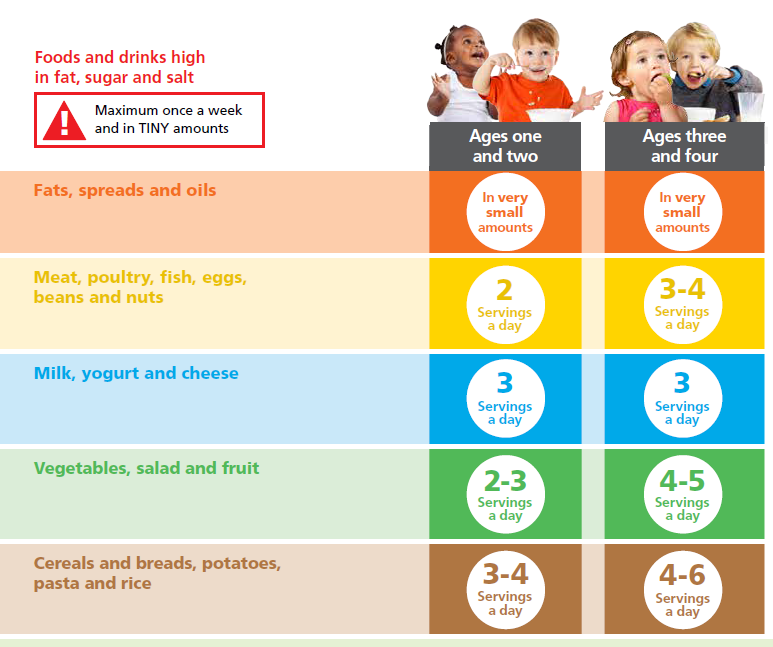 Foods and drinks high
in fat, sugar and salt
!
Maximum once a week
and in TINY amounts
Ages one
and two
Ages three
and four
Fats, spreads and oils
In very
small
amounts
In very
small
amounts
Meat, poultry, fish, eggs,
beans and nuts
2
Servings
a day
3-4
Servings
a day
Milk, yogurt and cheese
3
Servings
a day
3
Servings
a day
Vegetables, salad and fruit
2-3
Servings
a day
4-5
Servings
a day
Cereals and breads, potatoes,
pasta and rice
3-4
Servings
a day
4-6
Servings
a day